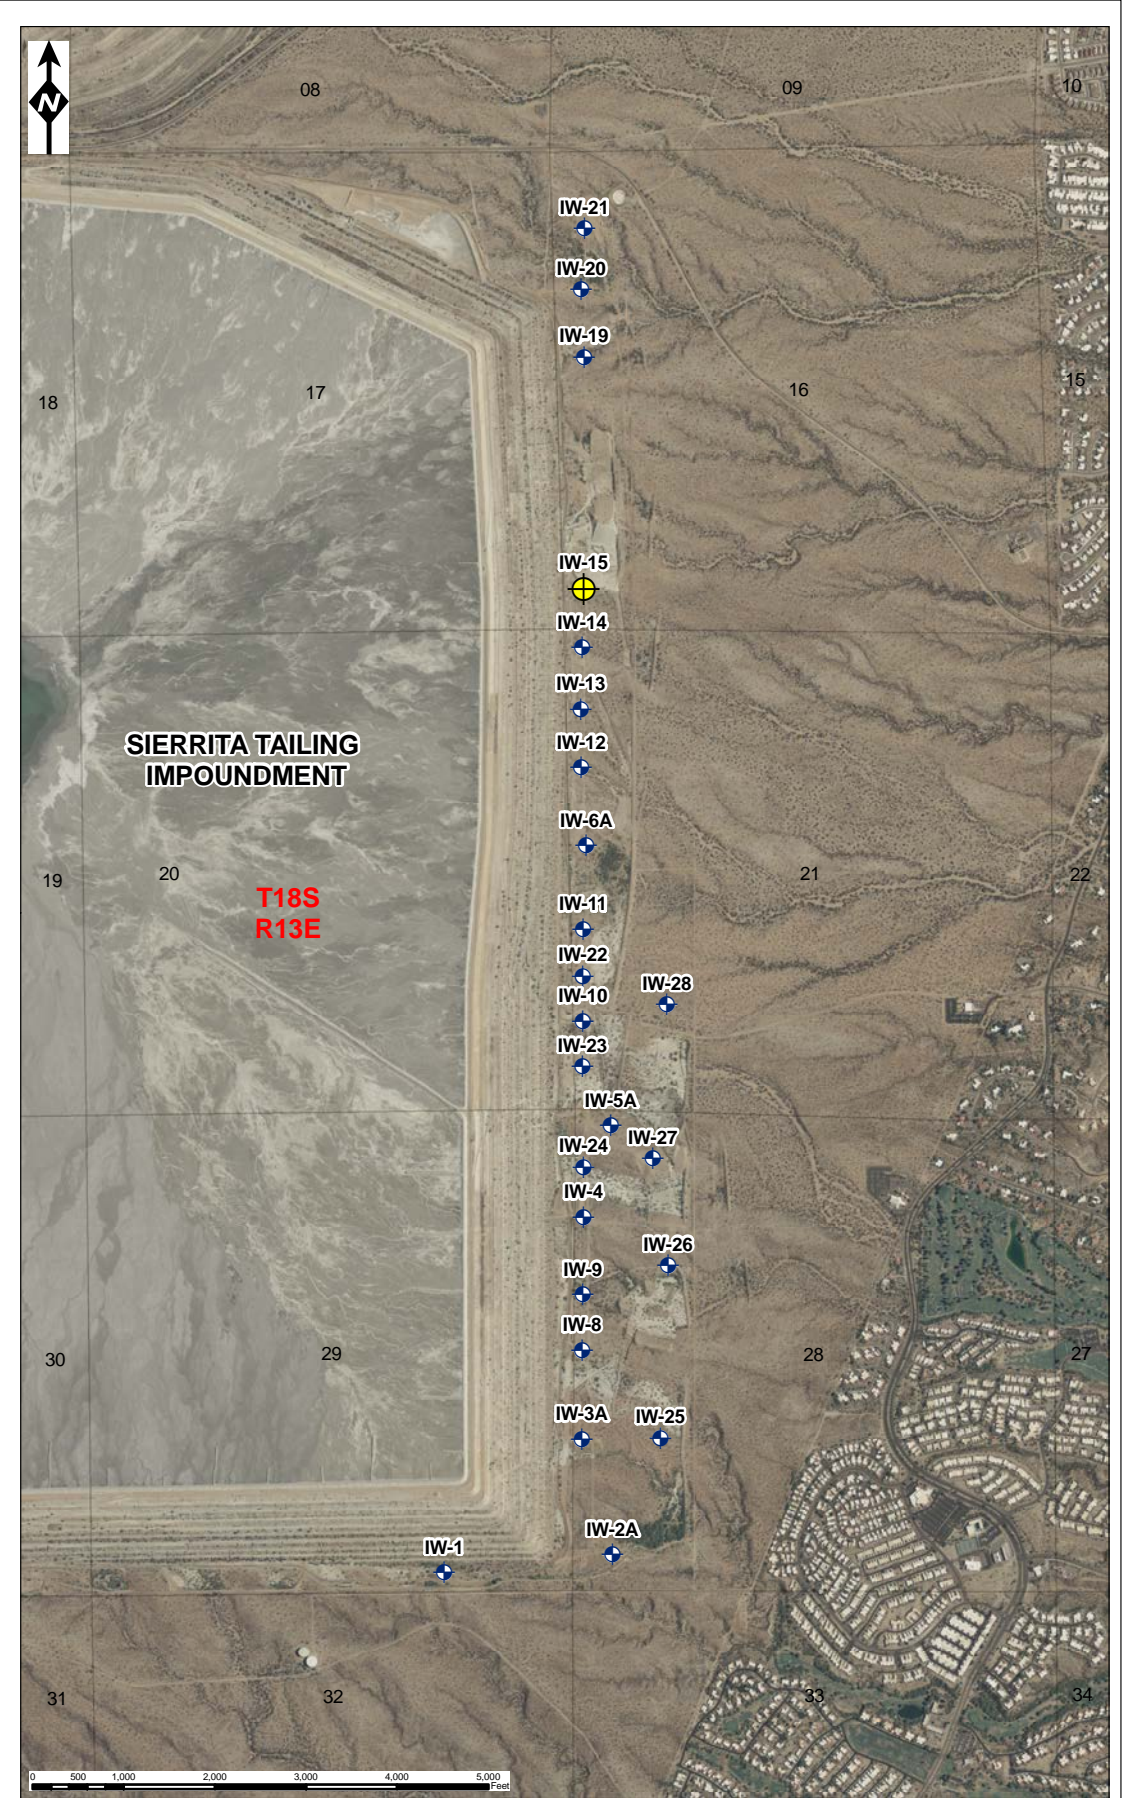 N
08
09
10
IW-21
IW-20
IW-19
17
16
15
18
IW-15
IW-14
IW-13
SIERRITA TAILING
IMPOUNDMENT
IW-12
IW-6A
19
20
21
22
T18S
R13E
IW-11
IW-22
IW-28
IW-10
IW-23
IW-5A
IW-27
IW-24
IW-4
IW-26
IW-9
IW-8
30
29
28
27
IW-3A
IW-25
IW-2A
IW-1
31
32
33
34
0 500 1,000 2,000 3,000 4,000 5,000
Feet